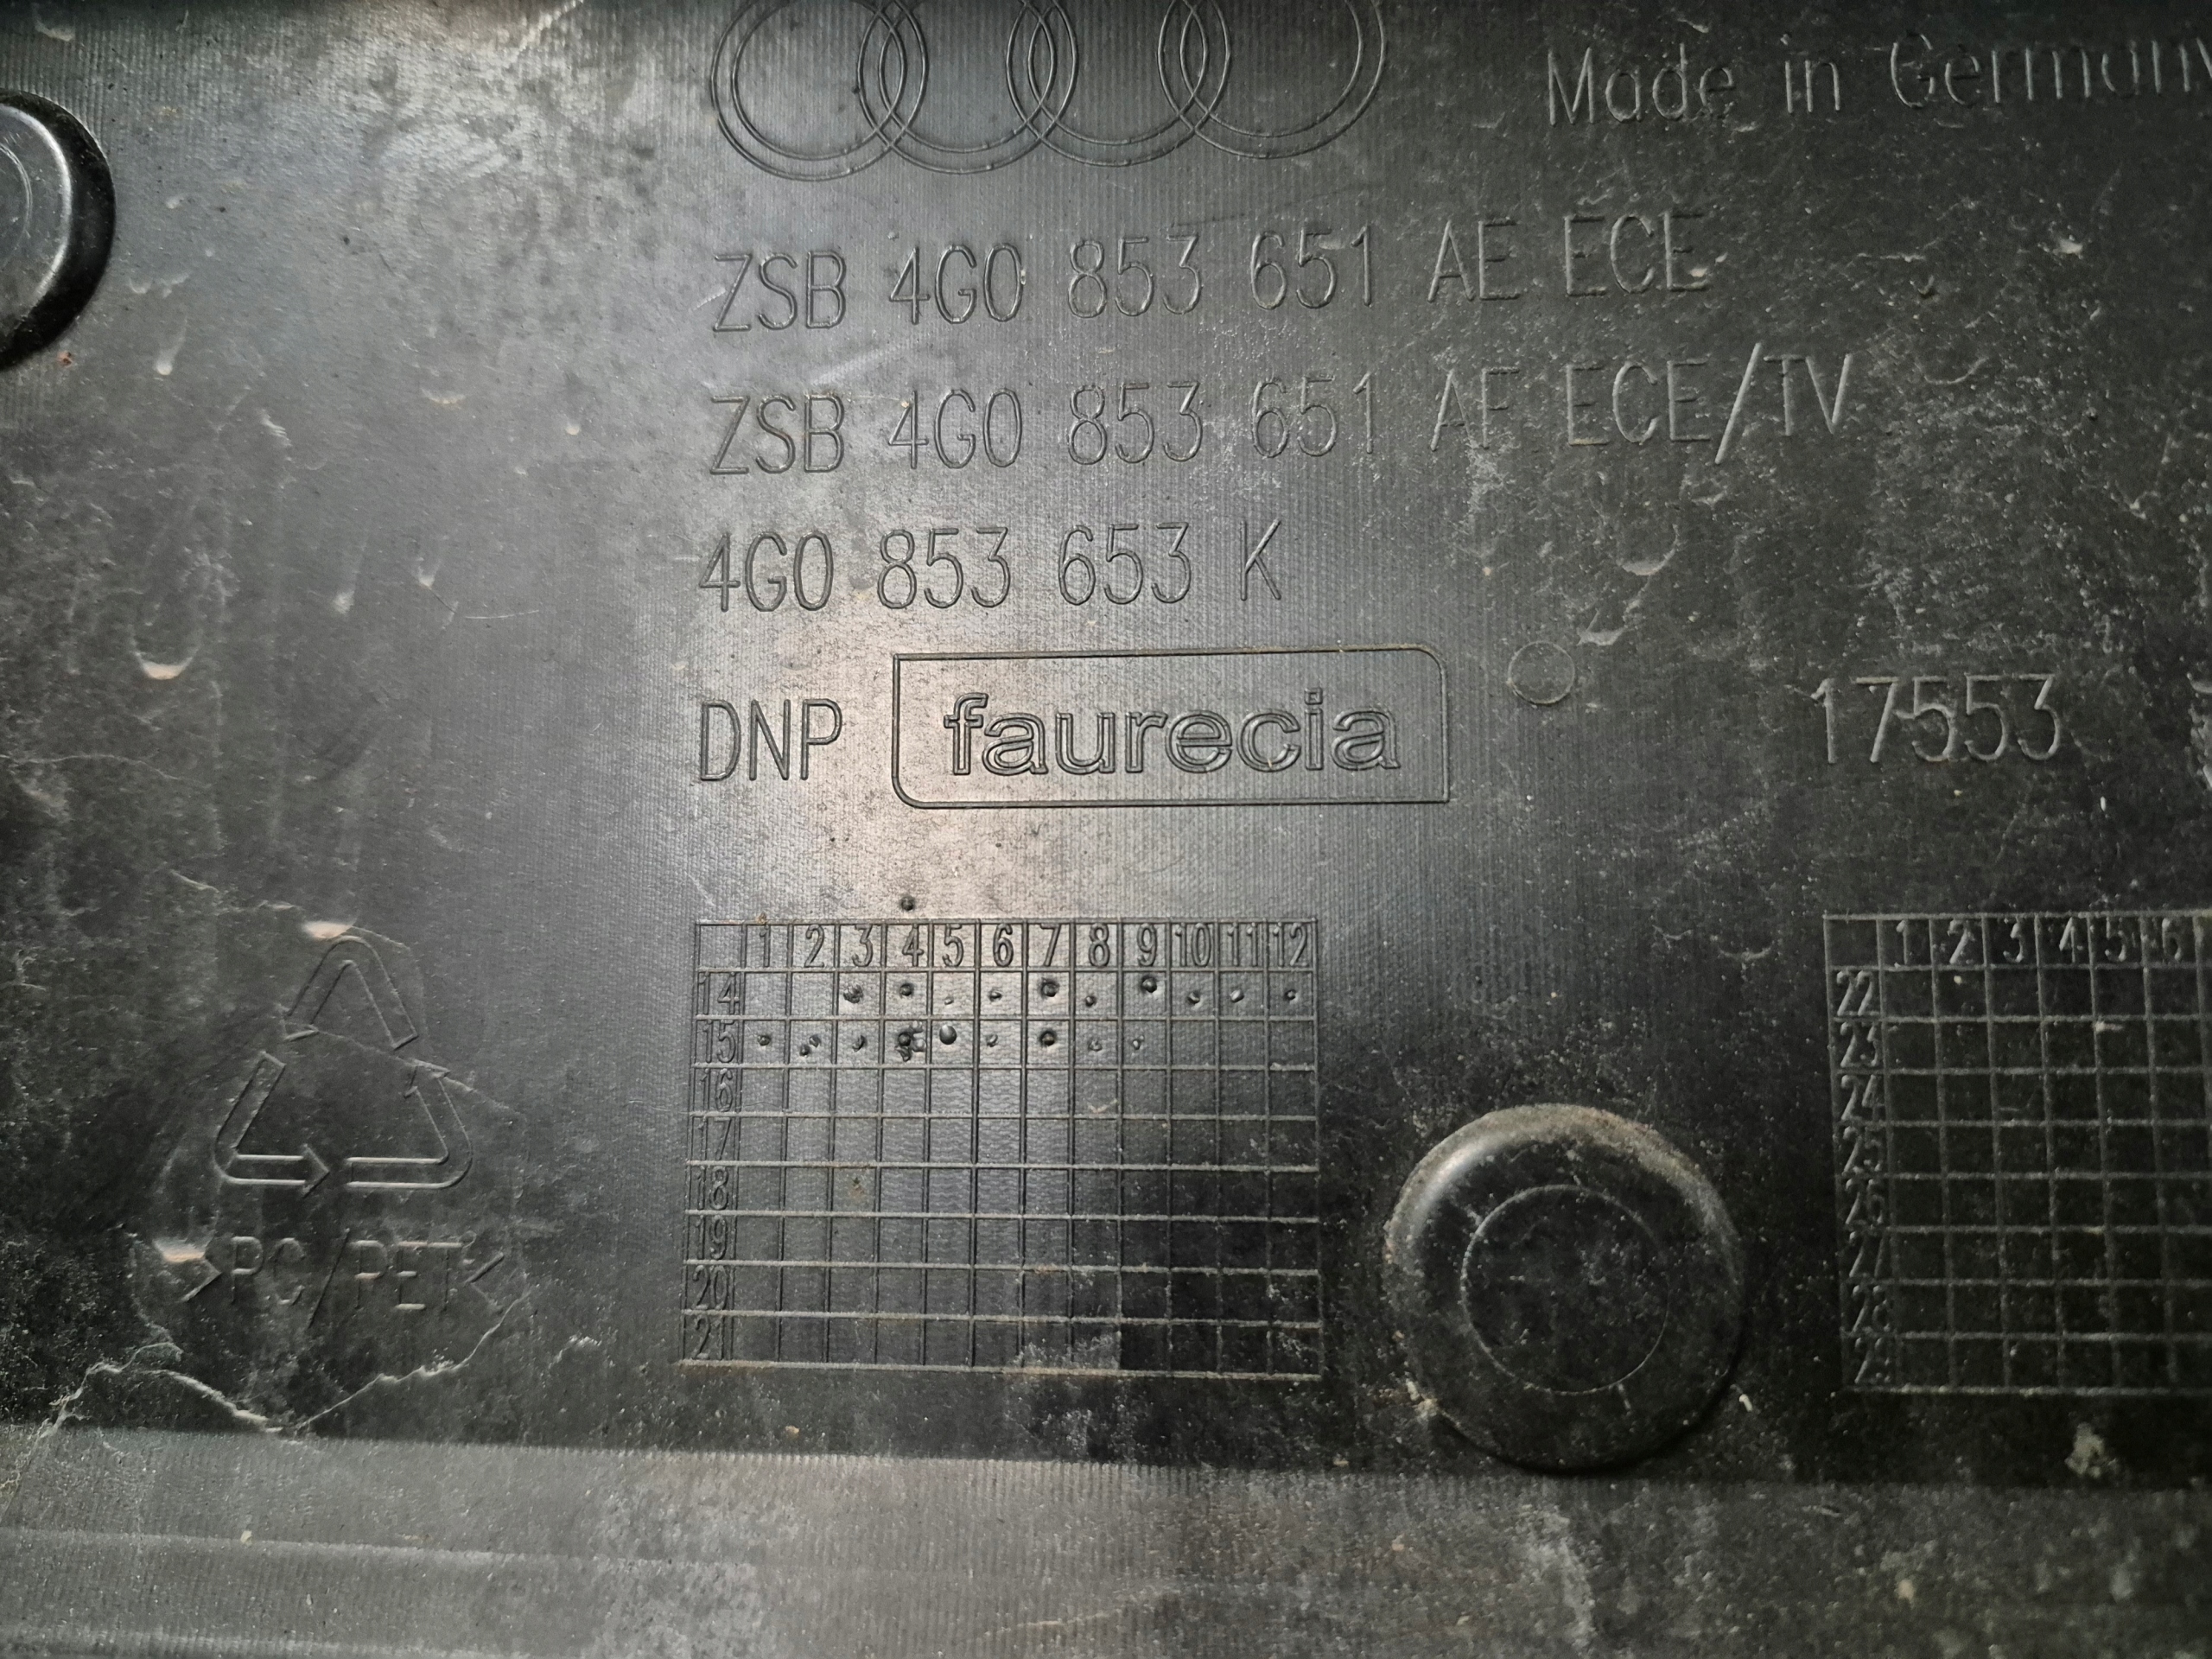 Made in Germany
ZSB 4G0 853 651 AE ECE
ZSB 4G0 853 651 AF ECE/TV
4G0 853 653 K
DNP faurecia
17553
1 2 3 4 5 6 7 8 9 10 11 12
14
15
16
17
18
19
20
21
1 2 3 4 5 6
22
23
24
25
26
27
28
>PC/PET<